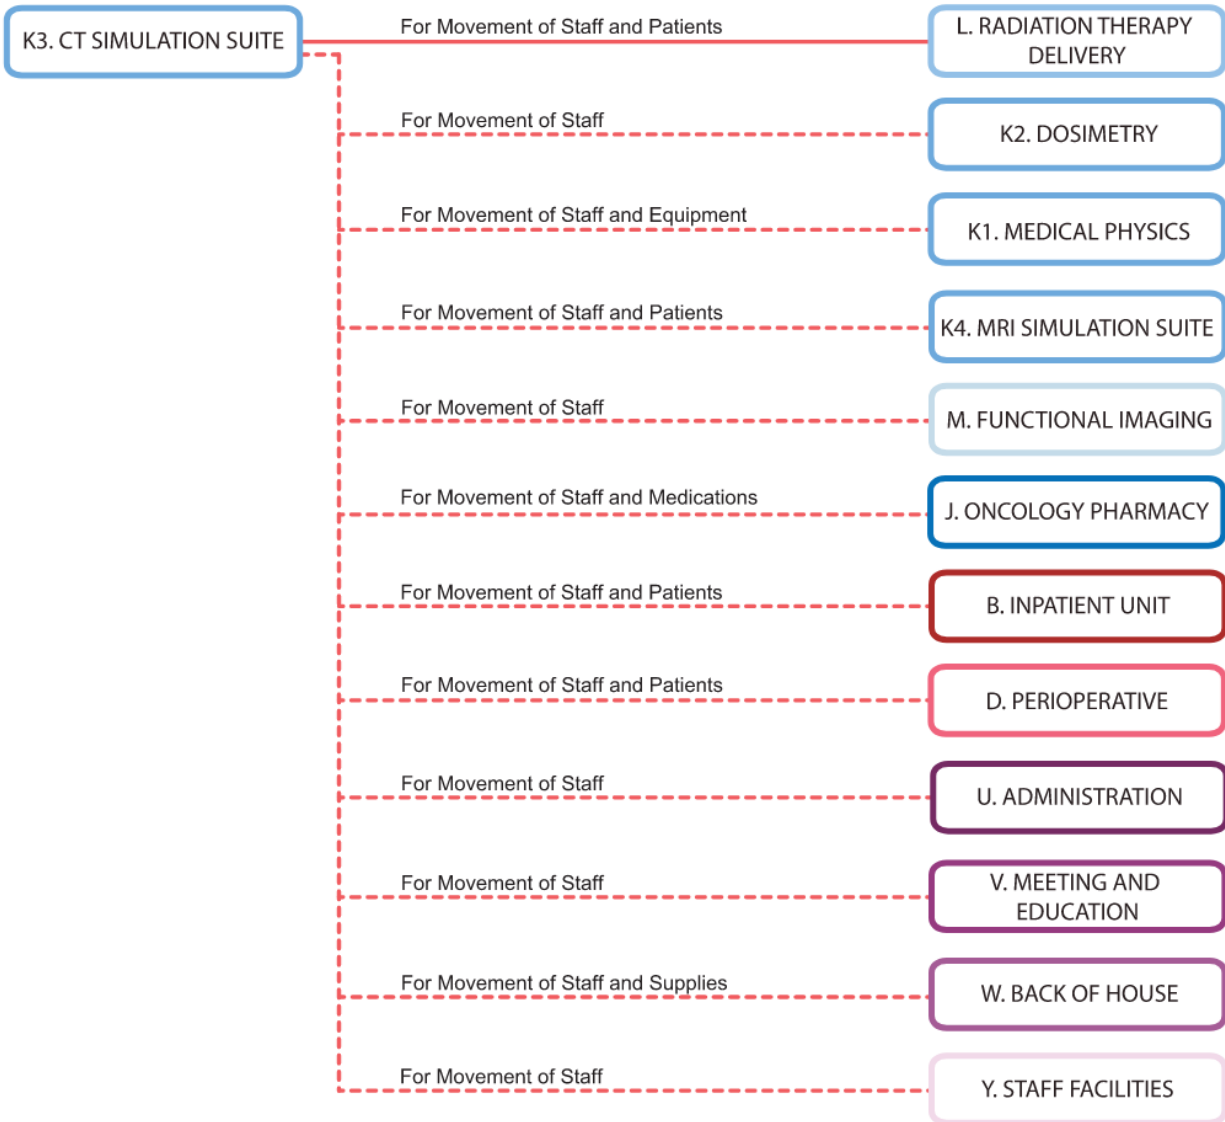 K3. CT SIMULATION SUITE
For Movement of Staff and Patients
L. RADIATION THERAPY
DELIVERY
For Movement of Staff
K2. DOSIMETRY
For Movement of Staff and Equipment
K1. MEDICAL PHYSICS
For Movement of Staff and Patients
K4. MRI SIMULATION SUITE
For Movement of Staff
M. FUNCTIONAL IMAGING
For Movement of Staff and Medications
J. ONCOLOGY PHARMACY
For Movement of Staff and Patients
B. INPATIENT UNIT
For Movement of Staff and Patients
D. PERIOPERATIVE
For Movement of Staff
U. ADMINISTRATION
For Movement of Staff
V. MEETING AND
EDUCATION
For Movement of Staff and Supplies
W. BACK OF HOUSE
For Movement of Staff
Y. STAFF FACILITIES